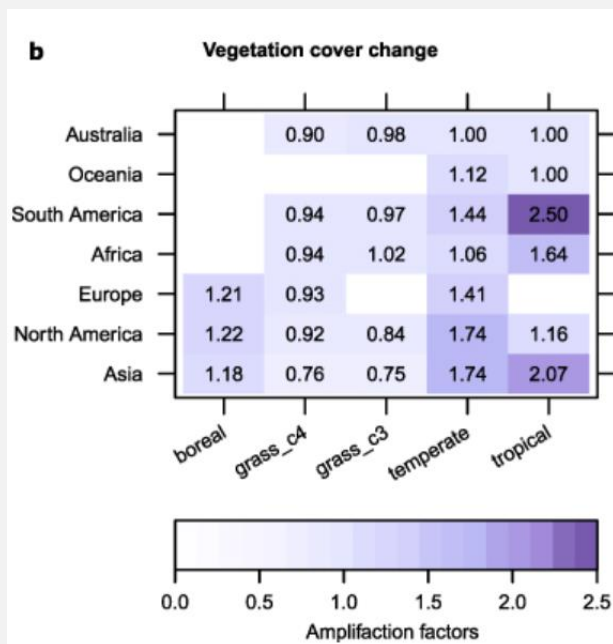 b Vegetation cover change
Australia 0.90 0.98 1.00 1.00
Oceania 1.12 1.00
South America 0.94 0.97 1.44 2.50
Africa 0.94 1.02 1.06 1.64
Europe 1.21 0.93 1.41
North America 1.22 0.92 0.84 1.74 1.16
Asia 1.18 0.76 0.75 1.74 2.07
boreal grass_c4 grass_c3 temperate tropical
0.0 0.5 1.0 1.5 2.0 2.5
Amplifaction factors